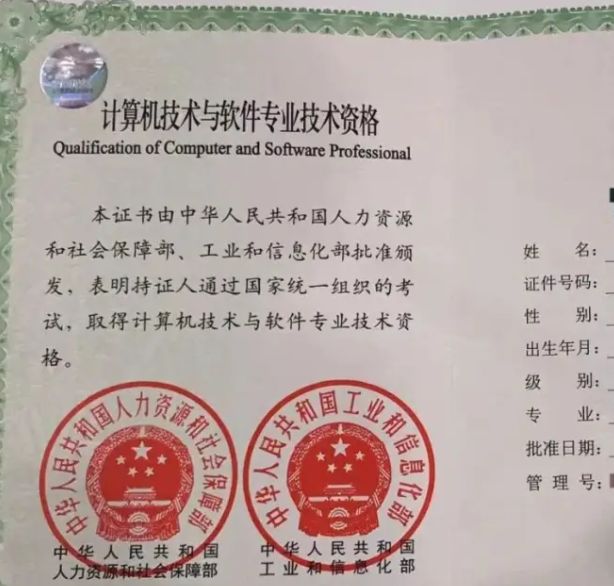 计算机技术与软件专业技术资格
Qualification of Computer and Software Professional
本证书由中华人民共和国人力资源
和社会保障部、工业和信息化部批准颁
发，表明持证人通过国家统一组织的考
试，取得计算机技术与软件专业技术资
格。
中华人民共和国人力资源和社会保障部
中华人民共和国工业和信息化部
中华人民共和国
人力资源和社会保障部
中华人民共和国
工业和信息化部
姓 名：
证件号码：
性 别：
出生年月：
级 别：
专 业：
批准日期：
管 理 号：